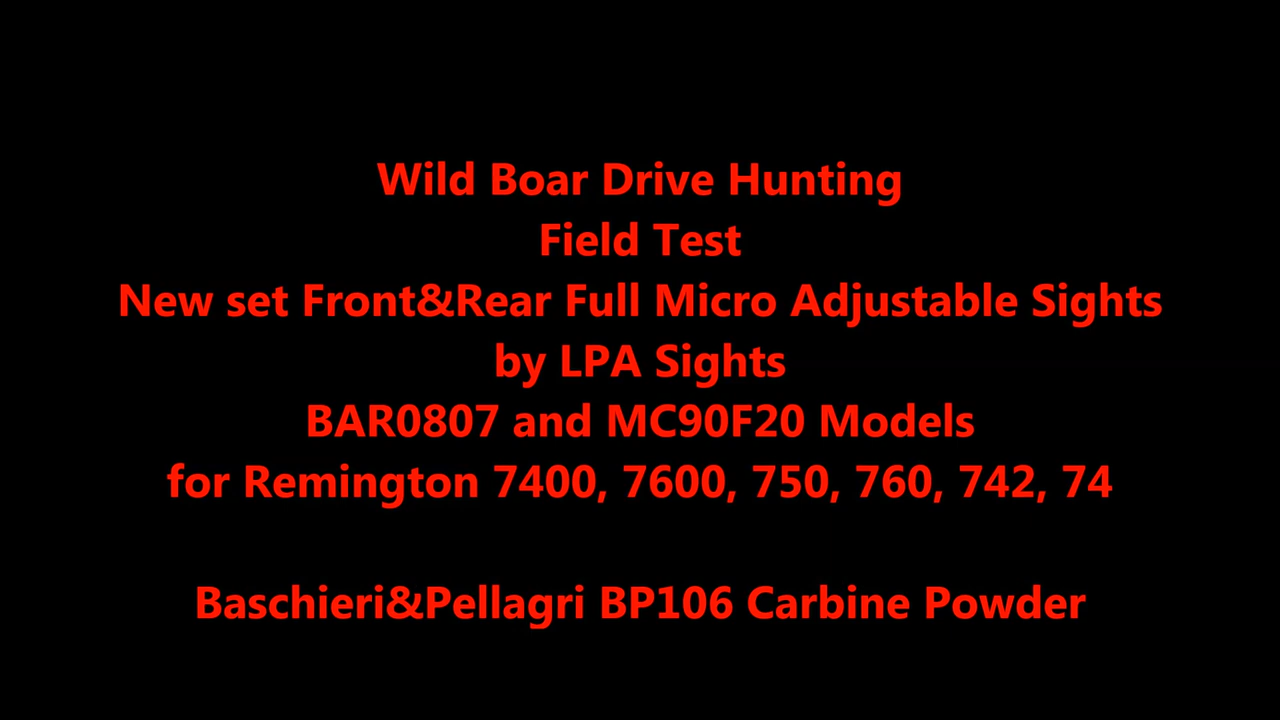 Wild Boar Drive Hunting
Field Test
New set Front&Rear Full Micro Adjustable Sights
by LPA Sights
BAR0807 and MC90F20 Models
for Remington 7400, 7600, 750, 760, 742, 74
Baschieri&Pellagri BP106 Carbine Powder